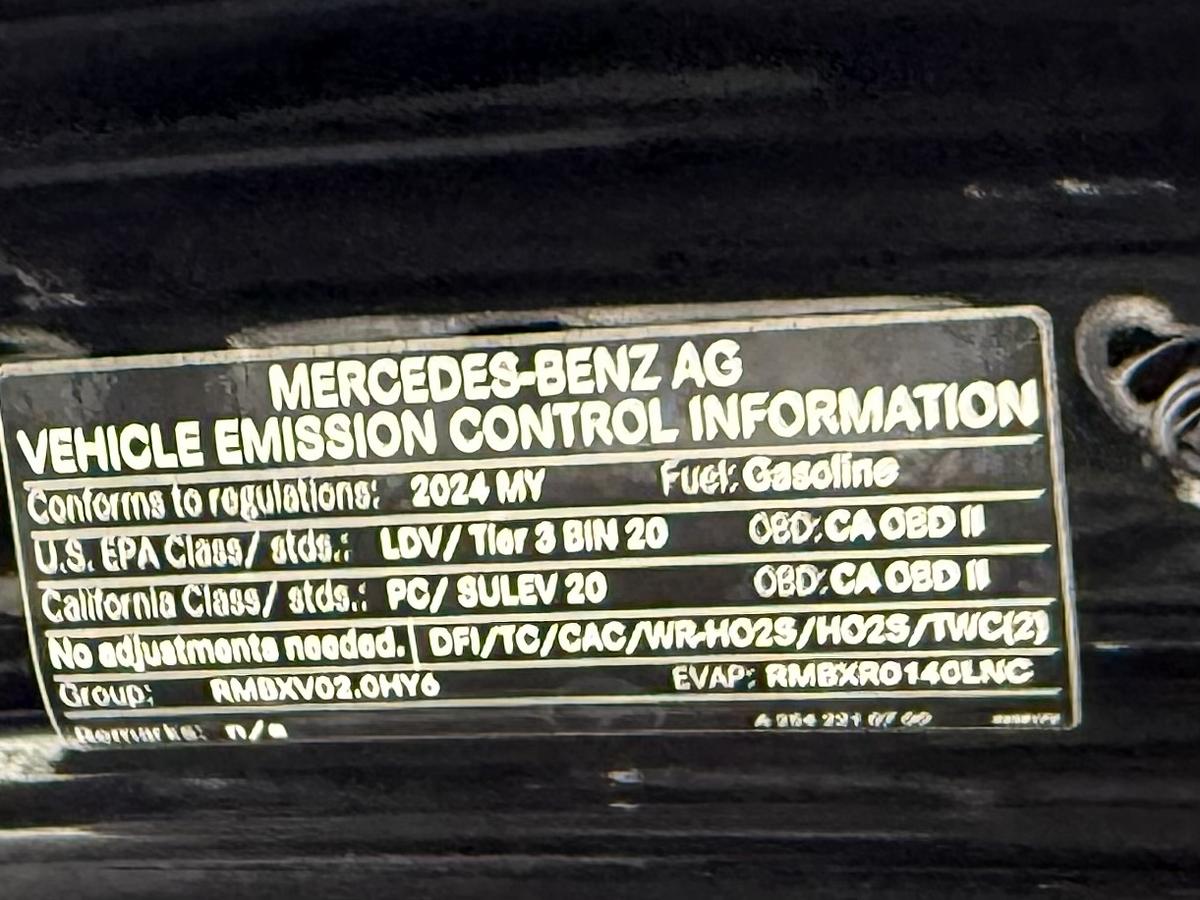 MERCEDES-BENZ AG
VEHICLE EMISSION CONTROL INFORMATION
Conforms to regulations: 2024 MY Fuel: Gasoline
U.S. EPA Class/ stds.: LDV/ Tier 3 BIN 20 OBD: CA OBD II
California Class/ stds.: PC/ SULEV 20 OBD: CA OBD II
No adjustments needed. DFI/TC/CAC/WR-HO2S/HO2S/TWC(2)
Group: RMBXV02.0HY6 EVAP: RMBXR0140LNC
Remarks: n/a